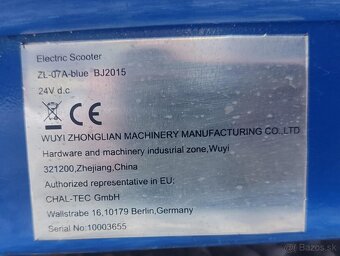 Electric Scooter
ZL-07A-blue BJ2015
24V d.c
CE
WUYI ZHONGLIAN MACHINERY MANUFACTURING CO.,LTD
Hardware and machinery industrial zone,Wuyi
321200,Zhejiang,China
Authorized representative in EU:
CHAL-TEC GmbH
Wallstrabe 16,10179 Berlin,Germany
Serial No:10003655
Bazos.sk